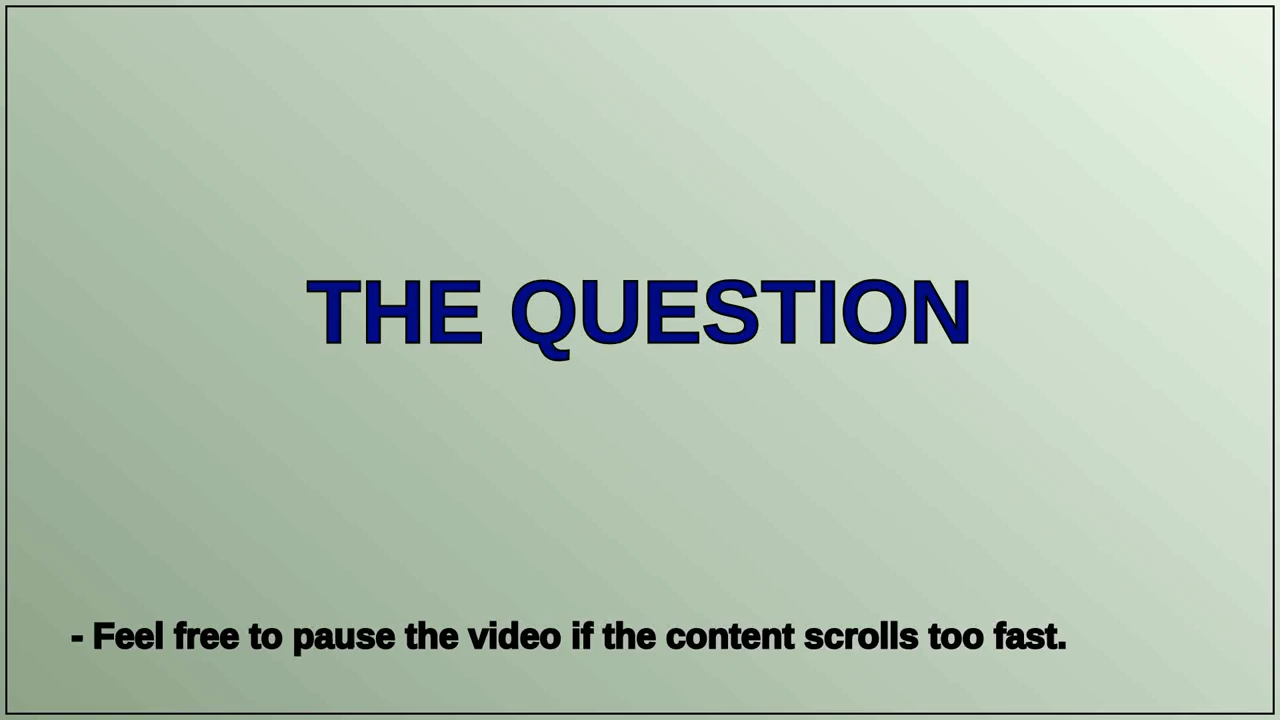 THE QUESTION
- Feel free to pause the video if the content scrolls too fast.